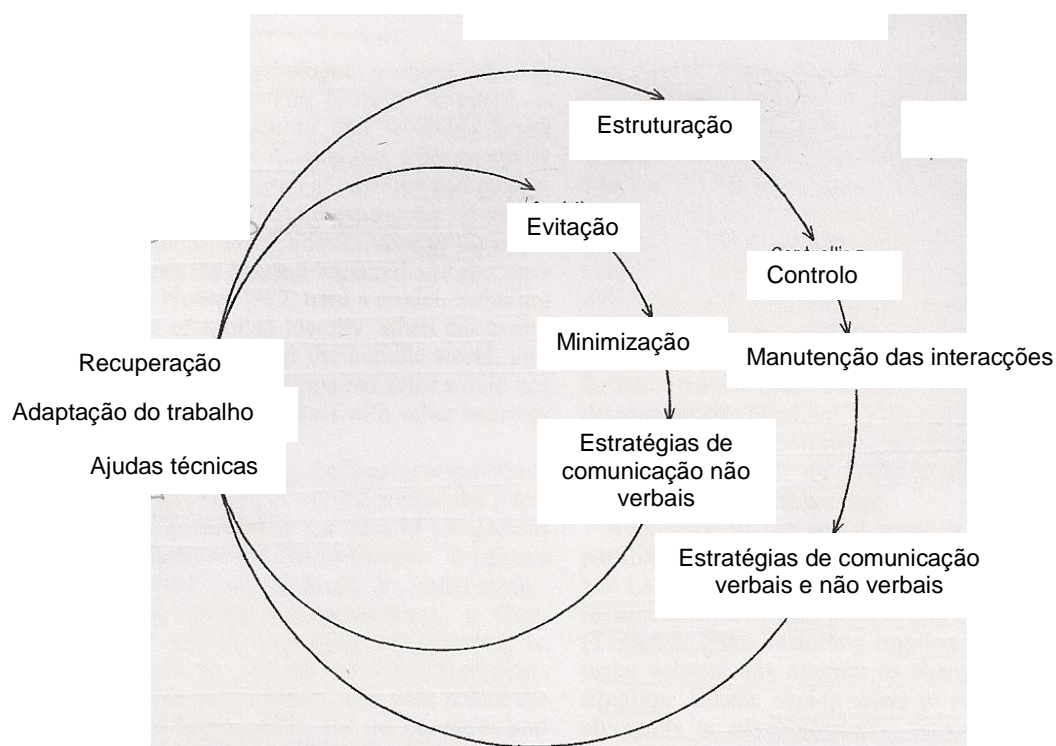 Estruturação
Evitação
Controlo
Minimização
Manutenção das interacções
Recuperação
Adaptação do trabalho
Ajudas técnicas
Estratégias de
comunicação não
verbais
Estratégias de comunicação
verbais e não verbais